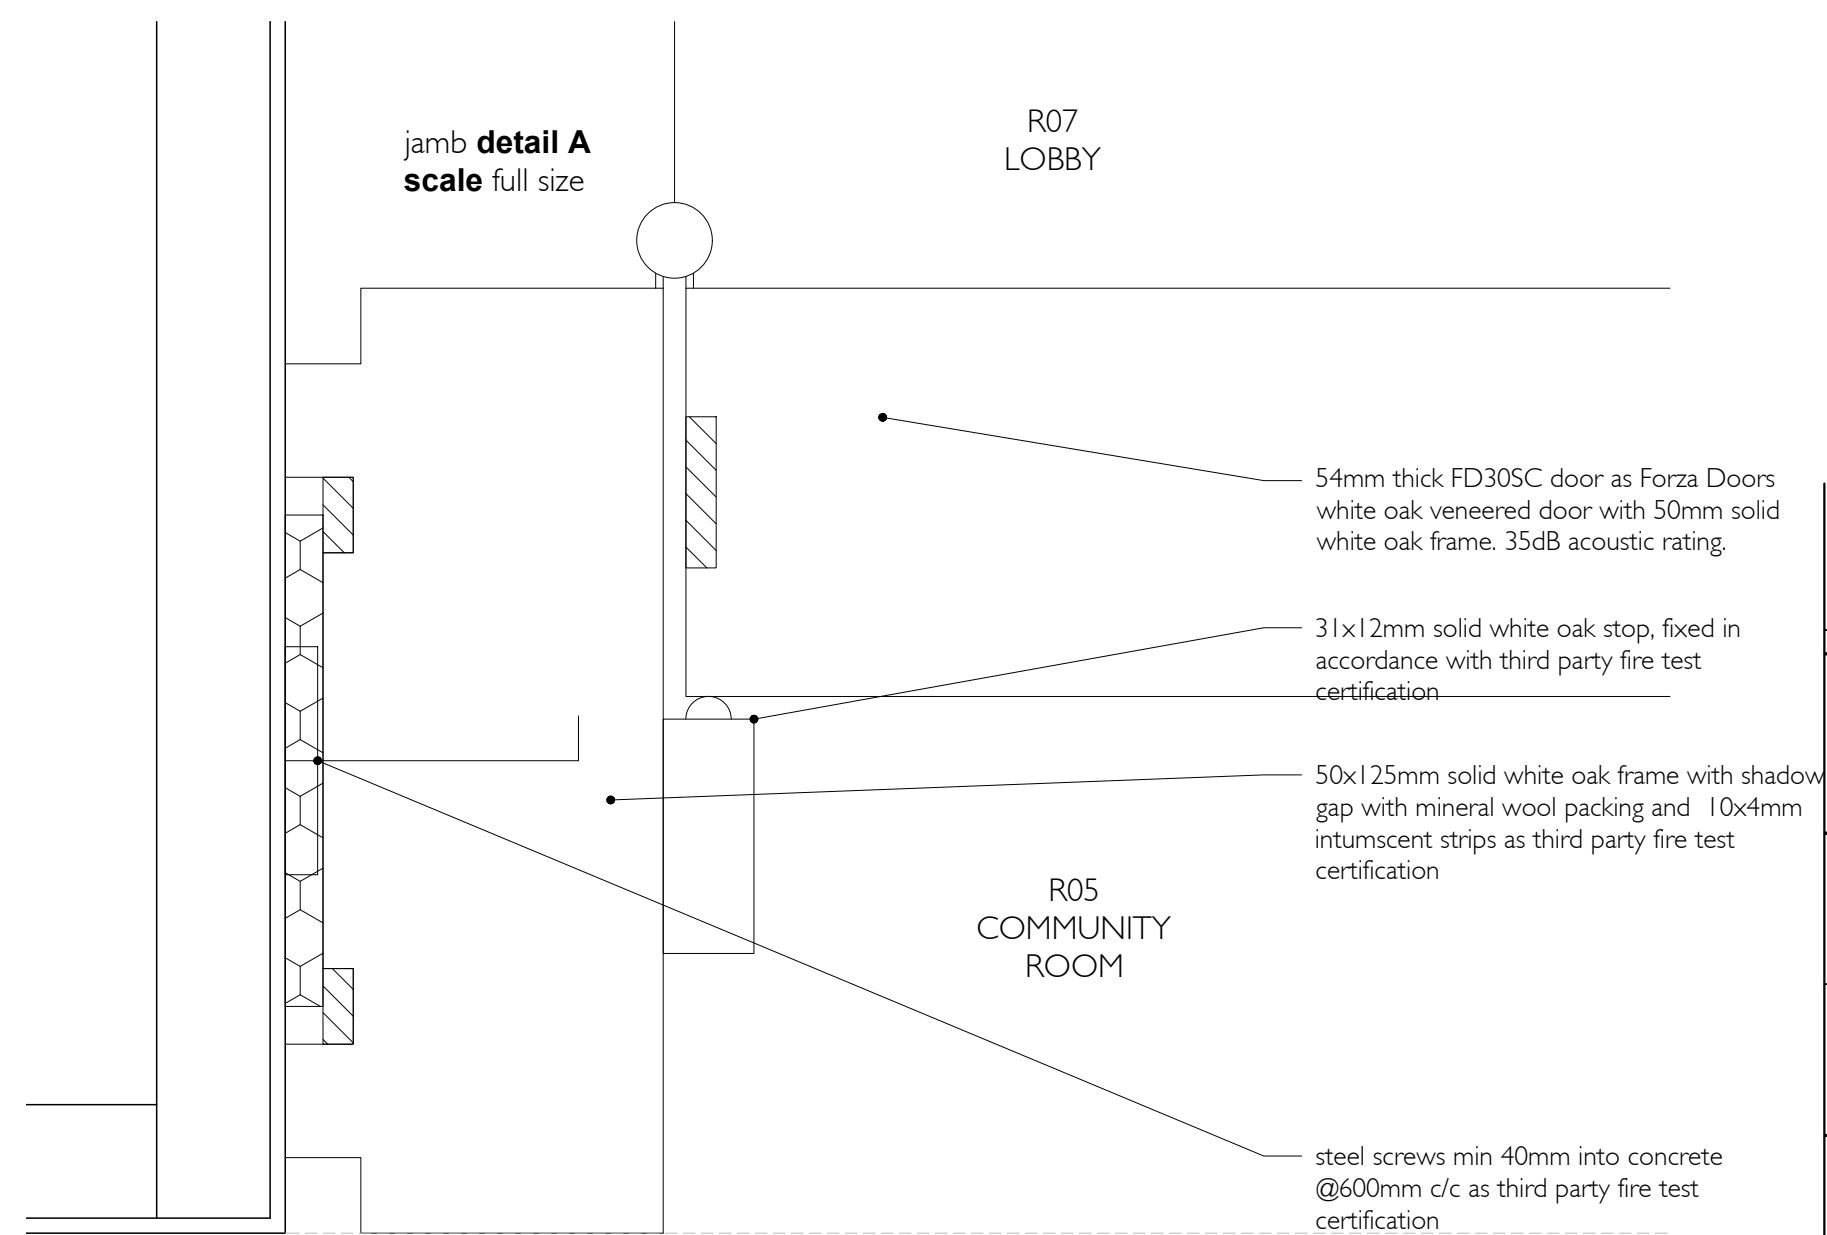 jamb detail A
scale full size
R07
LOBBY
54mm thick FD30SC door as Forza Doors
white oak veneered door with 50mm solid
white oak frame. 35dB acoustic rating.
31x12mm solid white oak stop, fixed in
accordance with third party fire test
certification
50x125mm solid white oak frame with shadow
gap with mineral wool packing and 10x4mm
intumscent strips as third party fire test
certification
R05
COMMUNITY
ROOM
steel screws min 40mm into concrete
@600mm c/c as third party fire test
certification